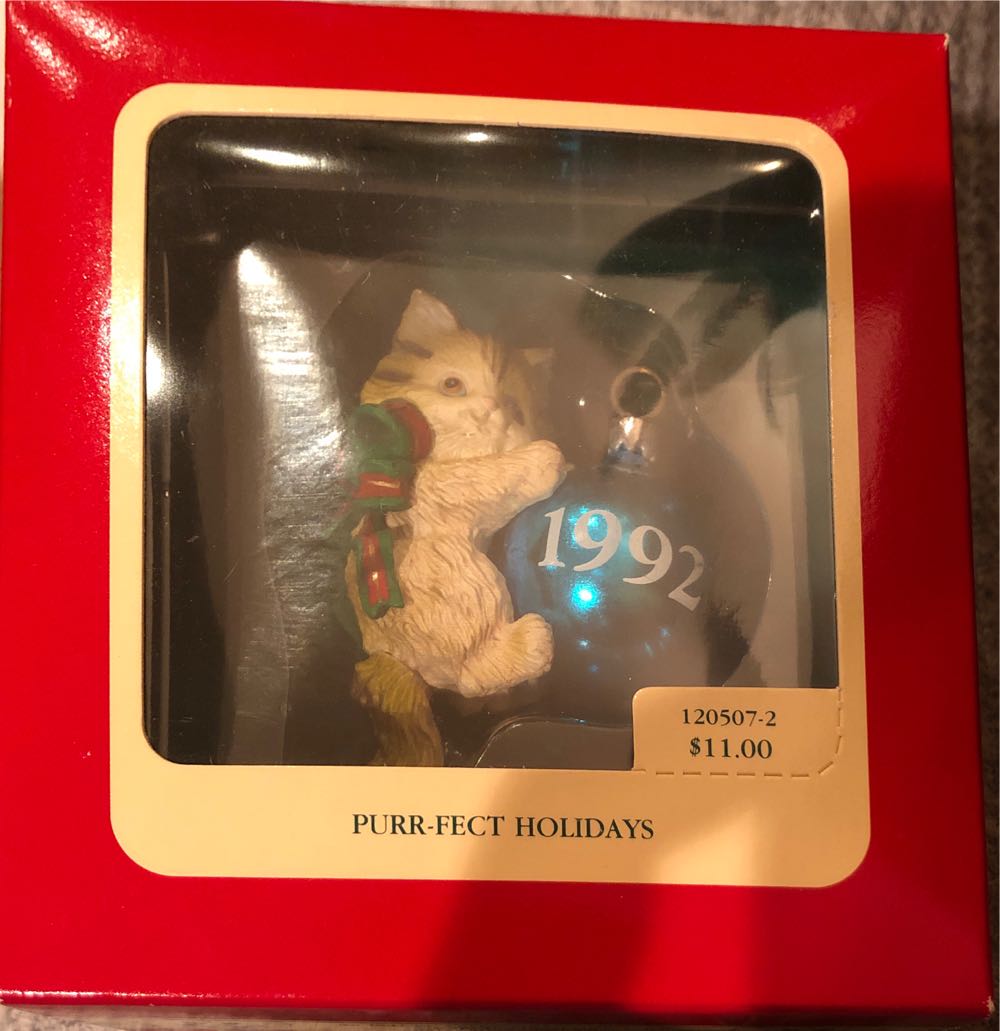 1992
120507-2
$11.00
PURR-FECT HOLIDAYS